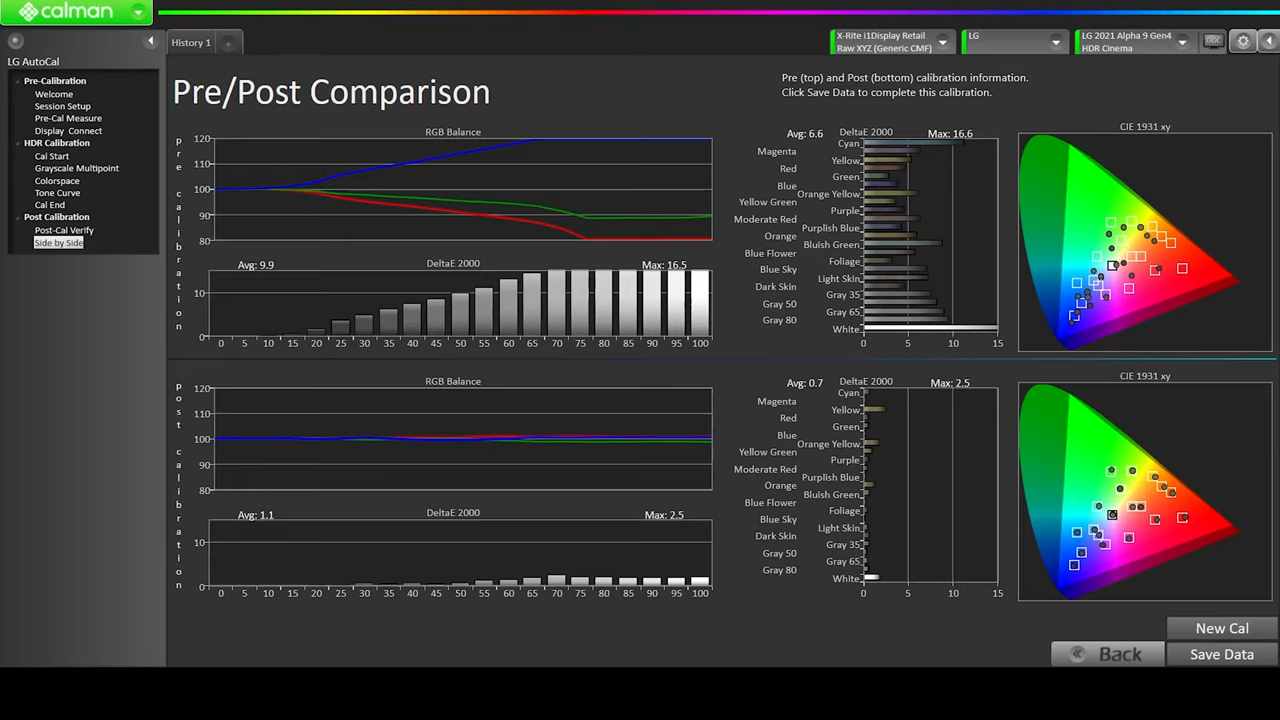 calman
History 1
+
X-Rite i1Display Retail
Raw XYZ (Generic CMF)
LG
LG 2021 Alpha 9 Gen4
HDR Cinema
LG AutoCal
Pre-Calibration
Welcome
Session Setup
Pre-Cal Measure
Display Connect
HDR Calibration
Cal Start
Grayscale Multipoint
Colorspace
Tone Curve
Cal End
Post Calibration
Post-Cal Verify
Side by Side
Pre/Post Comparison
Pre (top) and Post (bottom) calibration information.
Click Save Data to complete this calibration.
pre calibration
RGB Balance
120
110
100
90
80
Avg: 9.9 DeltaE 2000 Max: 16.5
10
0
0 5 10 15 20 25 30 35 40 45 50 55 60 65 70 75 80 85 90 95 100
Avg: 6.6 DeltaE 2000 Max: 16.6
Cyan
Magenta
Yellow
Red
Green
Blue
Orange Yellow
Yellow Green
Purple
Moderate Red
Purplish Blue
Orange
Bluish Green
Blue Flower
Foliage
Blue Sky
Light Skin
Dark Skin
Gray 35
Gray 50
Gray 65
Gray 80
White
0 5 10 15
CIE 1931 xy
post calibration
RGB Balance
120
110
100
90
80
Avg: 1.1 DeltaE 2000 Max: 2.5
10
0
0 5 10 15 20 25 30 35 40 45 50 55 60 65 70 75 80 85 90 95 100
Avg: 0.7 DeltaE 2000 Max: 2.5
Cyan
Magenta
Yellow
Red
Green
Blue
Orange Yellow
Yellow Green
Purple
Moderate Red
Purplish Blue
Orange
Bluish Green
Blue Flower
Foliage
Blue Sky
Light Skin
Dark Skin
Gray 35
Gray 50
Gray 65
Gray 80
White
0 5 10 15
CIE 1931 xy
New Cal
Back
Save Data